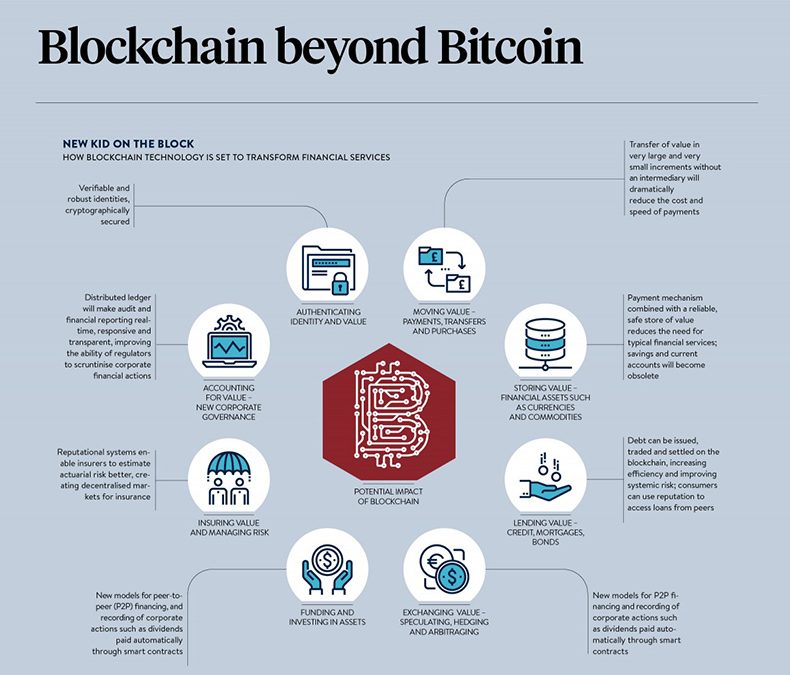 Blockchain beyond Bitcoin
NEW KID ON THE BLOCK
HOW BLOCKCHAIN TECHNOLOGY IS SET TO TRANSFORM FINANCIAL SERVICES
Verifiable and
robust identities,
cryptographically
secured
AUTHENTICATING
IDENTITY AND VALUE
Transfer of value in
very large and very
small increments without
an intermediary will
dramatically
reduce the cost and
speed of payments
£
£
MOVING VALUE –
PAYMENTS, TRANSFERS
AND PURCHASES
Distributed ledger
will make audit and
financial reporting real-
time, responsive and
transparent, improving
the ability of regulators
to scrutinise corporate
financial actions
ACCOUNTING
FOR VALUE –
NEW CORPORATE
GOVERNANCE
Payment mechanism
combined with a reliable,
safe store of value
reduces the need for
typical financial services;
savings and current
accounts will become
obsolete
STORING VALUE –
FINANCIAL ASSETS SUCH
AS CURRENCIES
AND COMMODITIES
B
POTENTIAL IMPACT
OF BLOCKCHAIN
Reputational systems en-
able insurers to estimate
actuarial risk better, cre-
ating decentralised mar-
kets for insurance
INSURING VALUE
AND MANAGING RISK
Debt can be issued,
traded and settled on the
blockchain, increasing
efficiency and improving
systemic risk; consumers
can use reputation to
access loans from peers
LENDING VALUE –
CREDIT, MORTGAGES,
BONDS
New models for peer-to-
peer (P2P) financing, and
recording of corporate
actions such as dividends
paid automatically
through smart contracts
$
FUNDING AND
INVESTING IN ASSETS
€
$
EXCHANGING VALUE –
SPECULATING, HEDGING
AND ARBITRAGING
New models for P2P fi-
nancing and recording of
corporate actions such
as dividends paid auto-
matically through smart
contracts